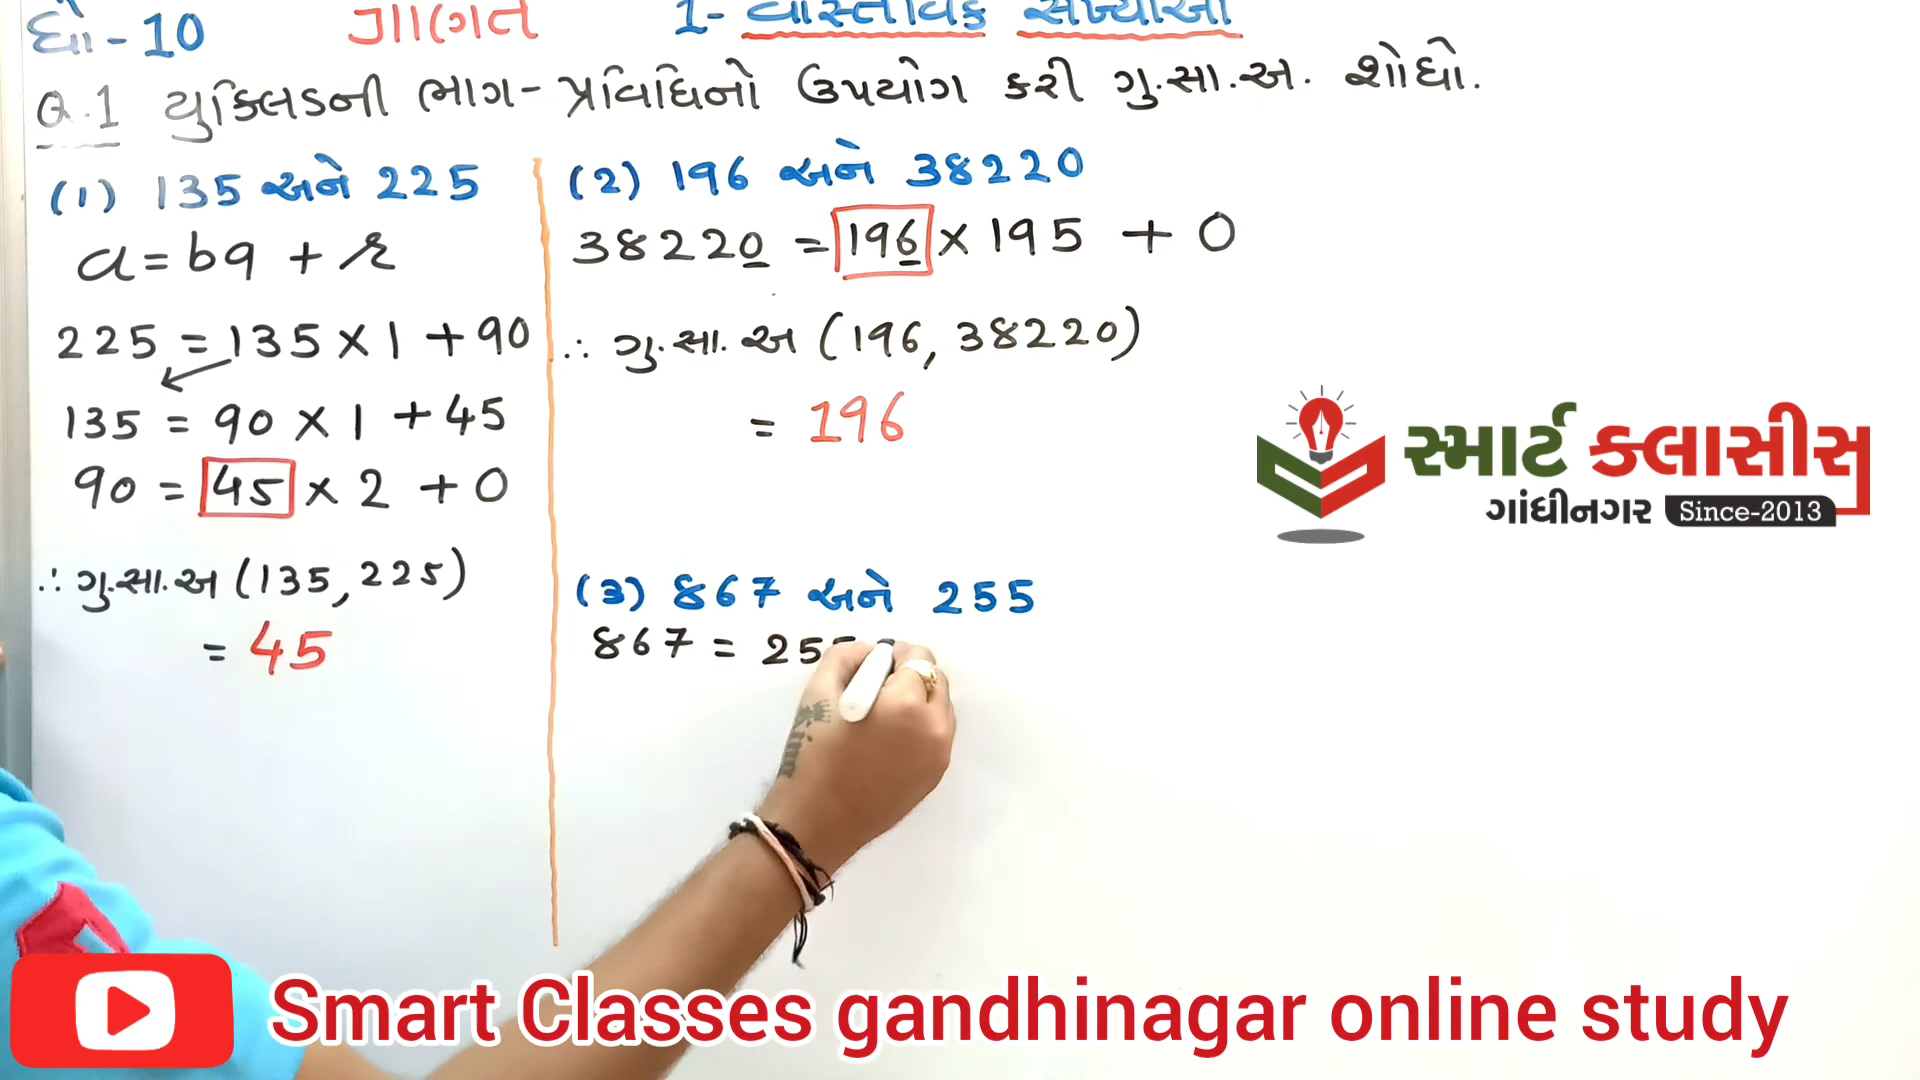 ધો - 10 ગણિત 1- વાસ્તવિક સંખ્યાઓ
Q.1 યુક્લિડની ભાગ - પ્રવિધિનો ઉપયોગ કરી ગુ.સા.અ. શોધો.
(1) 135 અને 225
a = bq + r
225 = 135 × 1 + 90
135 = 90 × 1 + 45
90 = 45 × 2 + 0
∴ ગુ.સા.અ (135, 225)
= 45
(2) 196 અને 38220
38220 = 196 × 195 + 0
∴ ગુ.સા.અ (196, 38220)
= 196
(3) 867 અને 255
867 = 255
સ્માર્ટ ક્લાસીસ
ગાંધીનગર Since-2013
Smart Classes gandhinagar online study